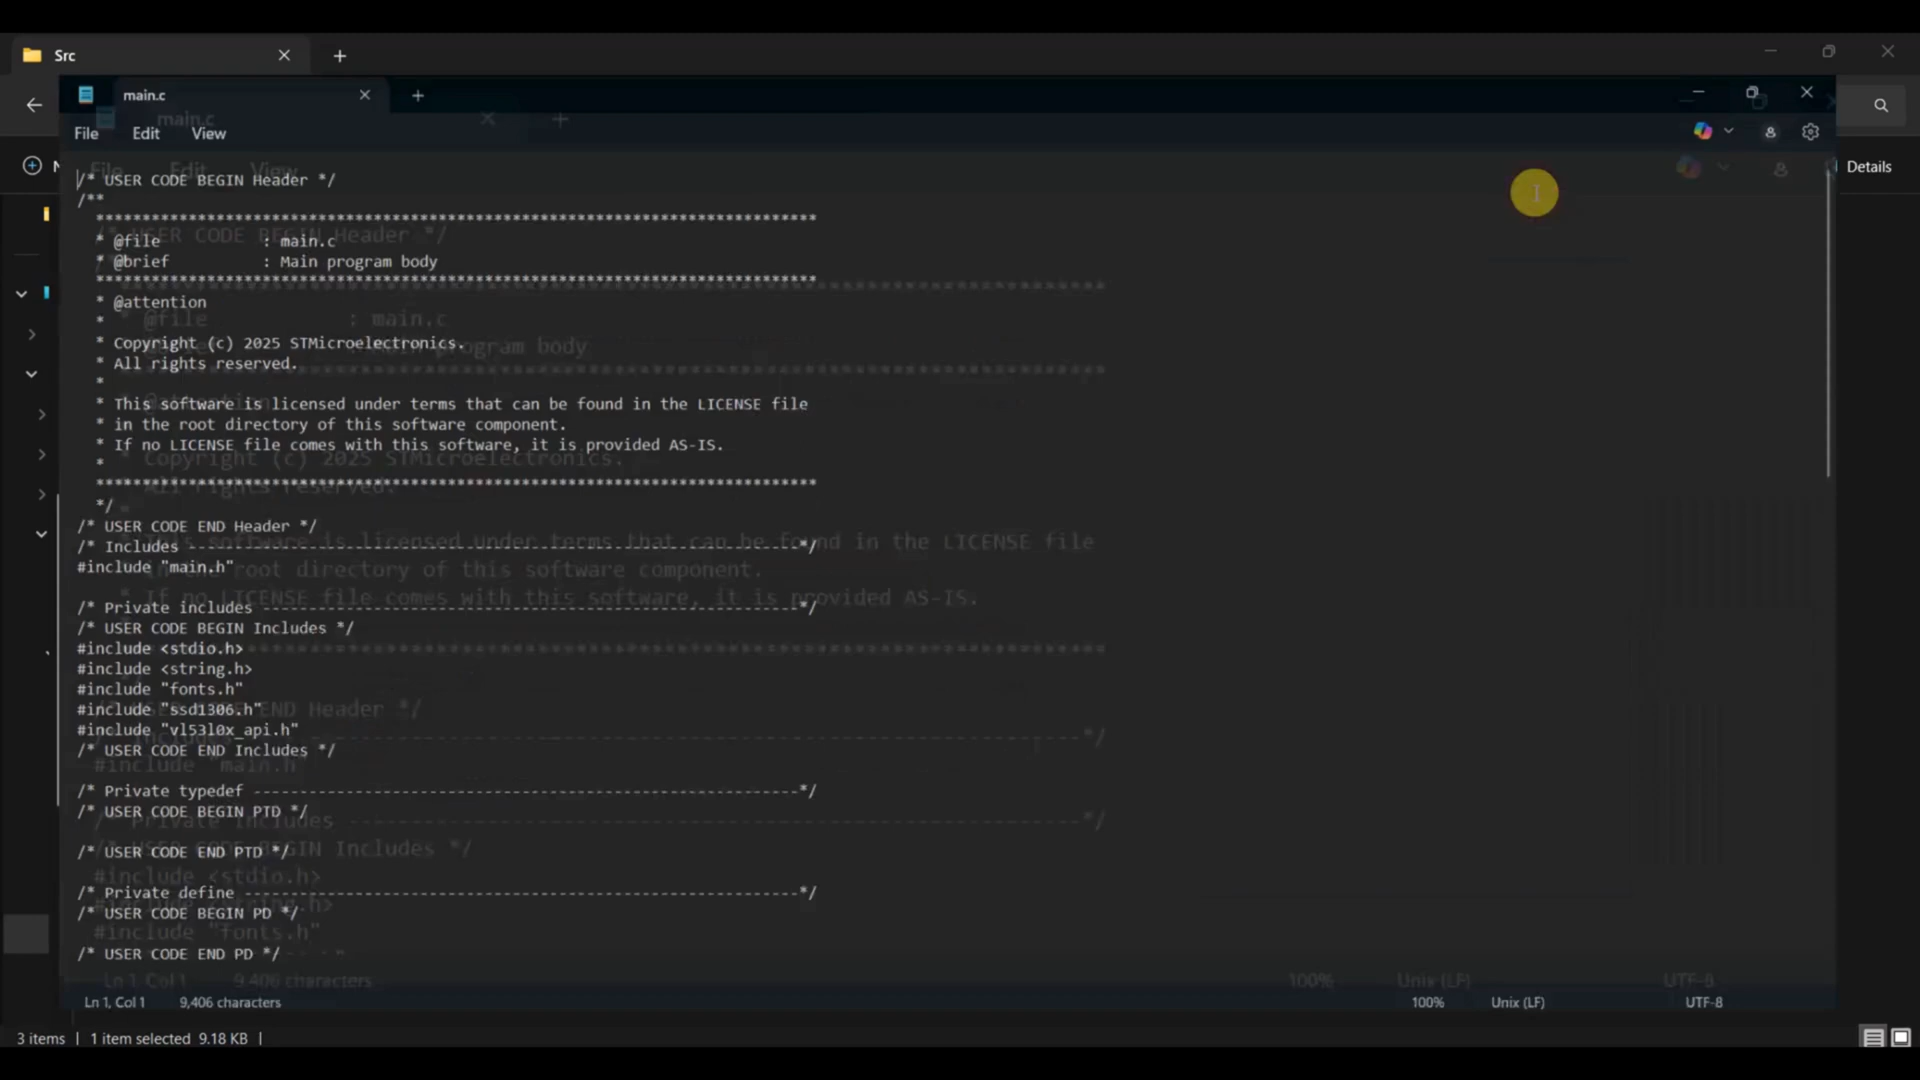 Src
main.c
File Edit View
Details
/* USER CODE BEGIN Header */
/**
******************************************************************************
* @file           : main.c
* @brief          : Main program body
******************************************************************************
* @attention
*
* Copyright (c) 2025 STMicroelectronics.
* All rights reserved.
*
* This software is licensed under terms that can be found in the LICENSE file
* in the root directory of this software component.
* If no LICENSE file comes with this software, it is provided AS-IS.
*
******************************************************************************
*/
/* USER CODE END Header */
/* Includes ------------------------------------------------------------------*/
#include "main.h"
/* Private includes ----------------------------------------------------------*/
/* USER CODE BEGIN Includes */
#include <stdio.h>
#include <string.h>
#include "fonts.h"
#include "ssd1306.h"
#include "vl53l0x_api.h"
/* USER CODE END Includes */
/* Private typedef -----------------------------------------------------------*/
/* USER CODE BEGIN PTD */
/* USER CODE END PTD */
/* Private define ------------------------------------------------------------*/
/* USER CODE BEGIN PD */
/* USER CODE END PD */
Ln 1, Col 1 9,406 characters 100% Unix (LF) UTF-8
3 items | 1 item selected 9.18 KB |